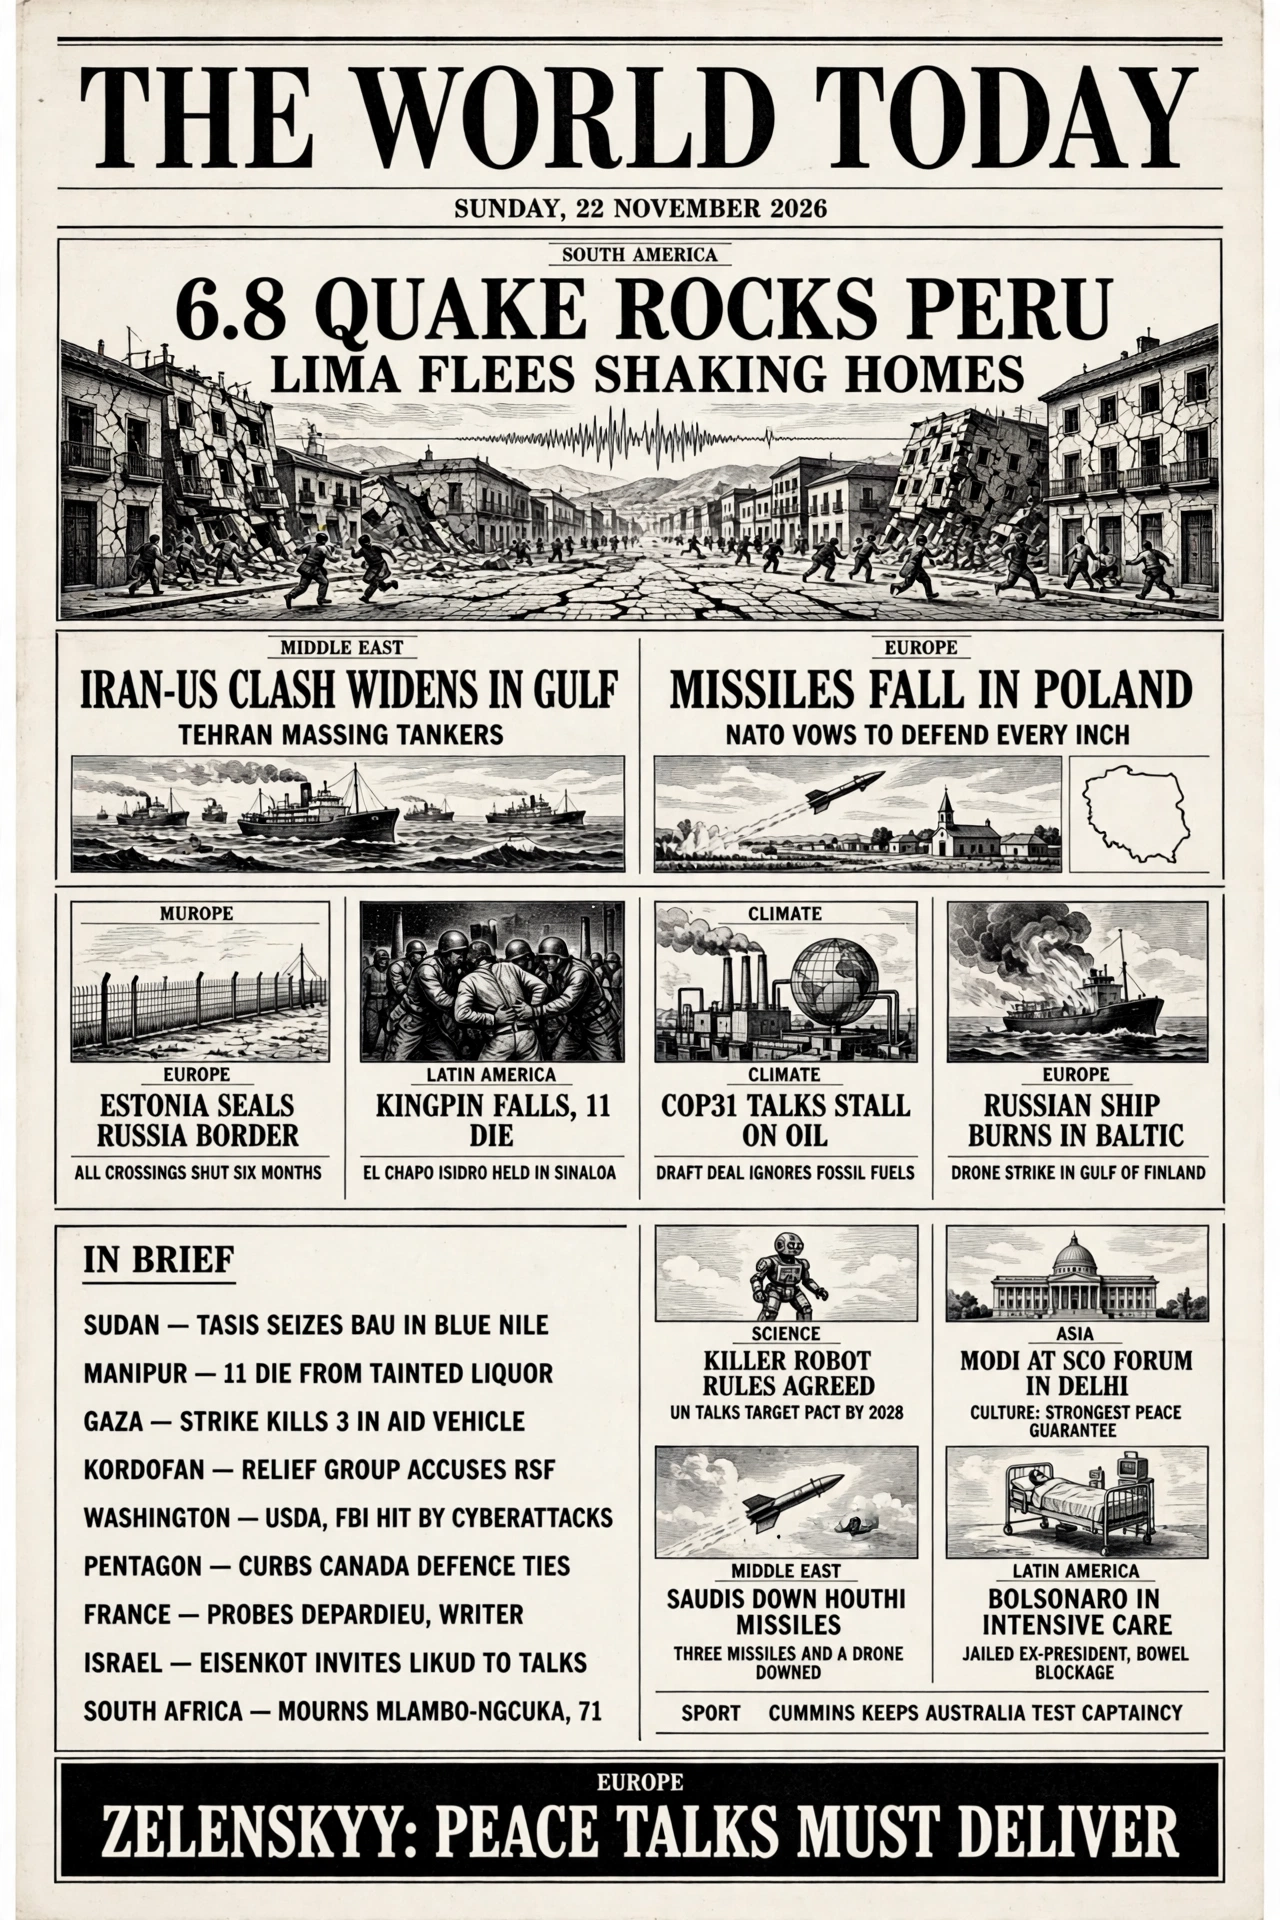 THE WORLD TODAY
SUNDAY, 22 NOVEMBER 2026
SOUTH AMERICA
6.8 QUAKE ROCKS PERU
LIMA FLEES SHAKING HOMES
MIDDLE EAST
IRAN-US CLASH WIDENS IN GULF
TEHRAN MASSING TANKERS
EUROPE
MISSILES FALL IN POLAND
NATO VOWS TO DEFEND EVERY INCH
MUROPE
EUROPE
ESTONIA SEALS
RUSSIA BORDER
ALL CROSSINGS SHUT SIX MONTHS
LATIN AMERICA
KINGPIN FALLS, 11
DIE
EL CHAPO ISIDRO HELD IN SINALOA
CLIMATE
CLIMATE
COP31 TALKS STALL
ON OIL
DRAFT DEAL IGNORES FOSSIL FUELS
EUROPE
RUSSIAN SHIP
BURNS IN BALTIC
DRONE STRIKE IN GULF OF FINLAND
IN BRIEF
SUDAN — TASIS SEIZES BAU IN BLUE NILE
MANIPUR — 11 DIE FROM TAINTED LIQUOR
GAZA — STRIKE KILLS 3 IN AID VEHICLE
KORDOFAN — RELIEF GROUP ACCUSES RSF
WASHINGTON — USDA, FBI HIT BY CYBERATTACKS
PENTAGON — CURBS CANADA DEFENCE TIES
FRANCE — PROBES DEPARDIEU, WRITER
ISRAEL — EISENKOT INVITES LIKUD TO TALKS
SOUTH AFRICA — MOURNS MLAMBO-NGCUKA, 71
SCIENCE
KILLER ROBOT
RULES AGREED
UN TALKS TARGET PACT BY 2028
ASIA
MODI AT SCO FORUM
IN DELHI
CULTURE: STRONGEST PEACE
GUARANTEE
MIDDLE EAST
SAUDIS DOWN HOUTHI
MISSILES
THREE MISSILES AND A DRONE
DOWNED
LATIN AMERICA
BOLSONARO IN
INTENSIVE CARE
JAILED EX-PRESIDENT, BOWEL
BLOCKAGE
SPORT CUMMINS KEEPS AUSTRALIA TEST CAPTAINCY
EUROPE
ZELENSKYY: PEACE TALKS MUST DELIVER